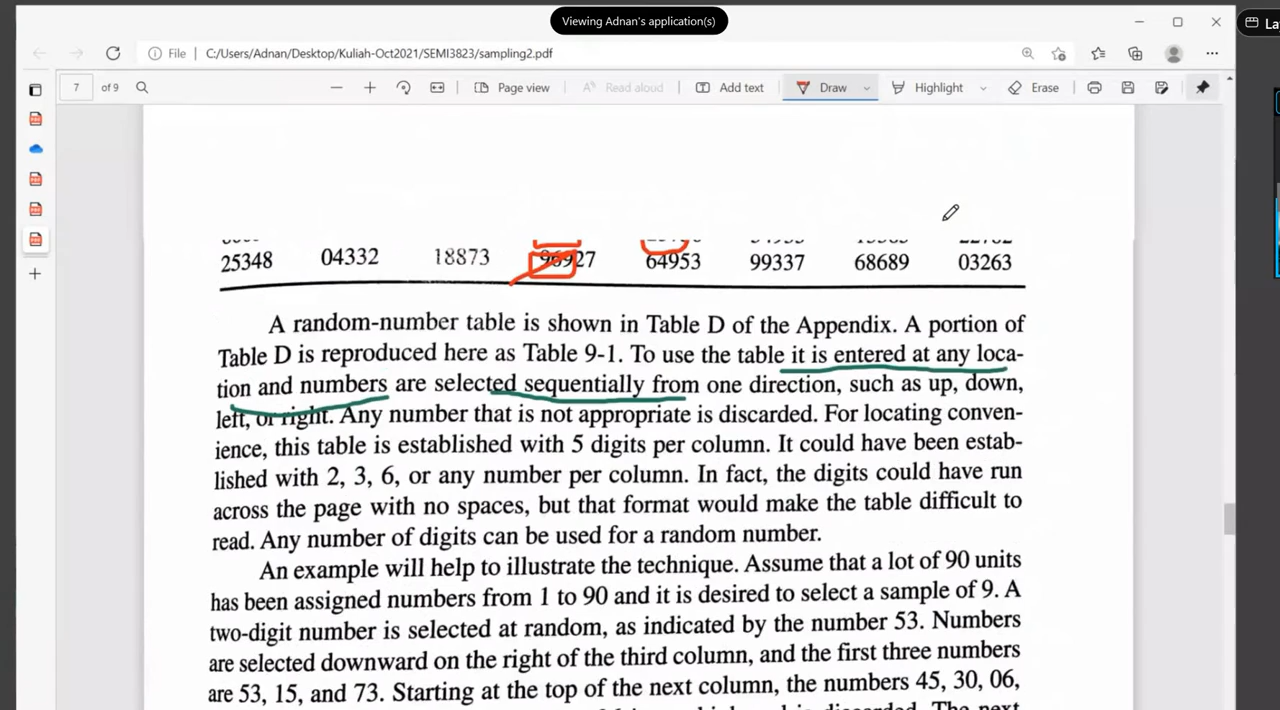 Viewing Adnan's application(s)
La
File | C:/Users/Adnan/Desktop/Kuliah-Oct2021/SEMI3823/sampling2.pdf
7 of 9 Page view Read aloud Add text Draw Highlight Erase
25348 04332 18873 96927 64953 99337 68689 03263
A random-number table is shown in Table D of the Appendix. A portion of
Table D is reproduced here as Table 9-1. To use the table it is entered at any loca-
tion and numbers are selected sequentially from one direction, such as up, down,
left, or right. Any number that is not appropriate is discarded. For locating conven-
ience, this table is established with 5 digits per column. It could have been estab-
lished with 2, 3, 6, or any number per column. In fact, the digits could have run
across the page with no spaces, but that format would make the table difficult to
read. Any number of digits can be used for a random number.
An example will help to illustrate the technique. Assume that a lot of 90 units
has been assigned numbers from 1 to 90 and it is desired to select a sample of 9. A
two-digit number is selected at random, as indicated by the number 53. Numbers
are selected downward on the right of the third column, and the first three numbers
are 53, 15, and 73. Starting at the top of the next column, the numbers 45, 30, 06,